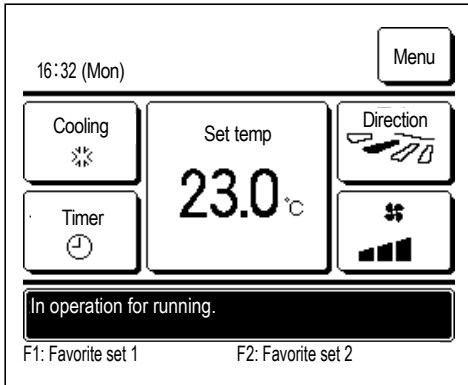 16:32 (Mon)
Menu
Cooling
Set temp
Direction
23.0 °C
Timer
In operation for running.
F1: Favorite set 1
F2: Favorite set 2